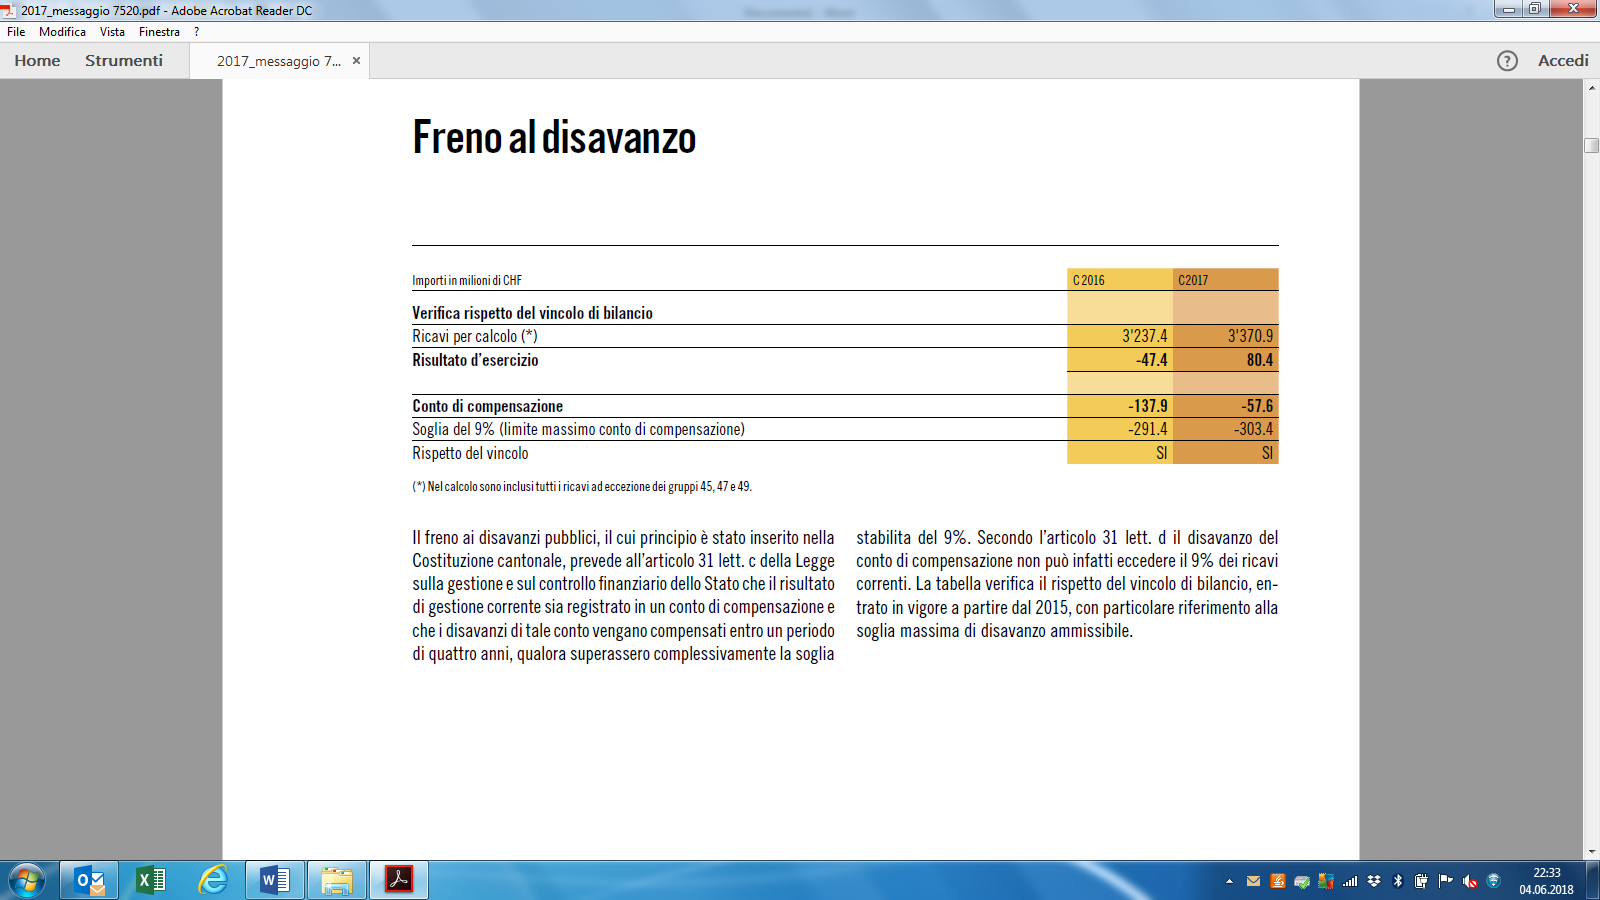 2017_messaggio 7520.pdf - Adobe Acrobat Reader DC
File Modifica Vista Finestra ?
Home Strumenti 2017_messaggio 7... × ? Accedi
Freno al disavanzo
Importi in milioni di CHF C 2016 C2017
Verifica rispetto del vincolo di bilancio
Ricavi per calcolo (*) 3'237.4 3'370.9
Risultato d'esercizio -47.4 80.4
Conto di compensazione -137.9 -57.6
Soglia del 9% (limite massimo conto di compensazione) -291.4 -303.4
Rispetto del vincolo SI SI
(*) Nel calcolo sono inclusi tutti i ricavi ad eccezione dei gruppi 45, 47 e 49.
Il freno ai disavanzi pubblici, il cui principio è stato inserito nella
Costituzione cantonale, prevede all'articolo 31 lett. c della Legge
sulla gestione e sul controllo finanziario dello Stato che il risultato
di gestione corrente sia registrato in un conto di compensazione e
che i disavanzi di tale conto vengano compensati entro un periodo
di quattro anni, qualora superassero complessivamente la soglia
stabilita del 9%. Secondo l'articolo 31 lett. d il disavanzo del
conto di compensazione non può infatti eccedere il 9% dei ricavi
correnti. La tabella verifica il rispetto del vincolo di bilancio, en-
trato in vigore a partire dal 2015, con particolare riferimento alla
soglia massima di disavanzo ammissibile.
22:33
04.06.2018